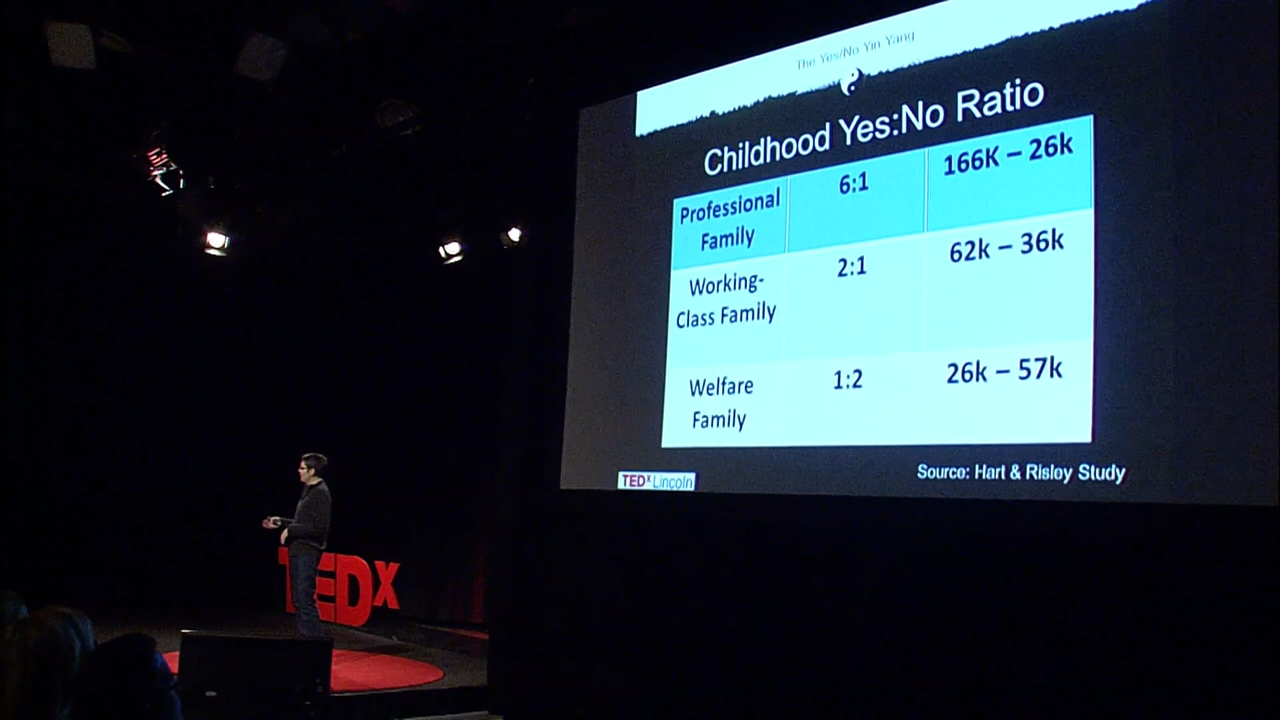 The Yes/No Yin Yang
Childhood Yes:No Ratio
Professional
Family
6:1
166K – 26k
Working-
Class Family
2:1
62k – 36k
Welfare
Family
1:2
26k – 57k
TEDx Lincoln
Source: Hart & Risley Study
TEDx